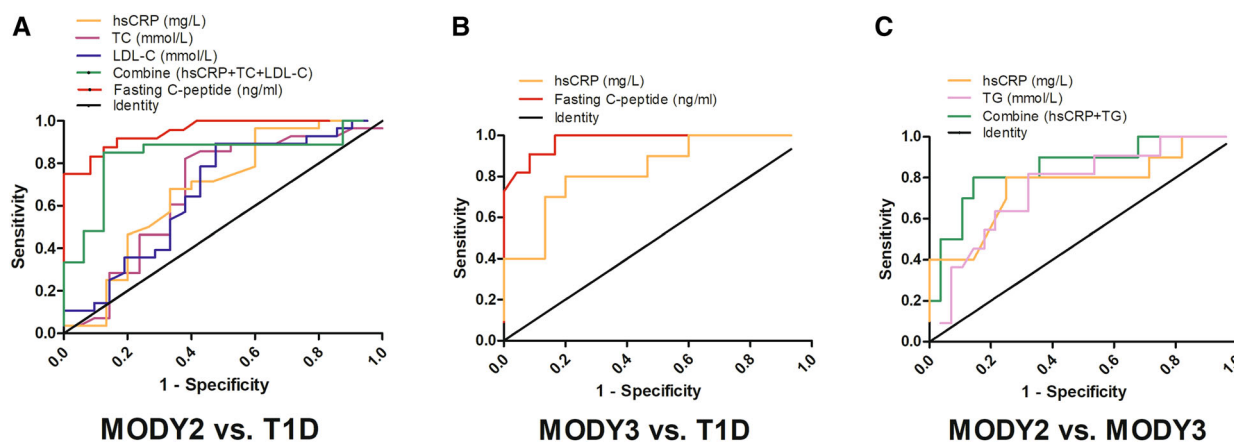 A
hsCRP (mg/L)
TC (mmol/L)
LDL-C (mmol/L)
Combine (hsCRP+TC+LDL-C)
Fasting C-peptide (ng/ml)
Identity
Sensitivity
1.0
0.8
0.6
0.4
0.2
0.0
0.0 0.2 0.4 0.6 0.8 1.0
1 - Specificity
MODY2 vs. T1D
B
hsCRP (mg/L)
Fasting C-peptide (ng/ml)
Identity
Sensitivity
1.0
0.8
0.6
0.4
0.2
0.0
0.0 0.2 0.4 0.6 0.8 1.0
1 - Specificity
MODY3 vs. T1D
C
hsCRP (mg/L)
TG (mmol/L)
Combine (hsCRP+TG)
Identity
Sensitivity
1.0
0.8
0.6
0.4
0.2
0.0
0.0 0.2 0.4 0.6 0.8 1.0
1 - Specificity
MODY2 vs. MODY3